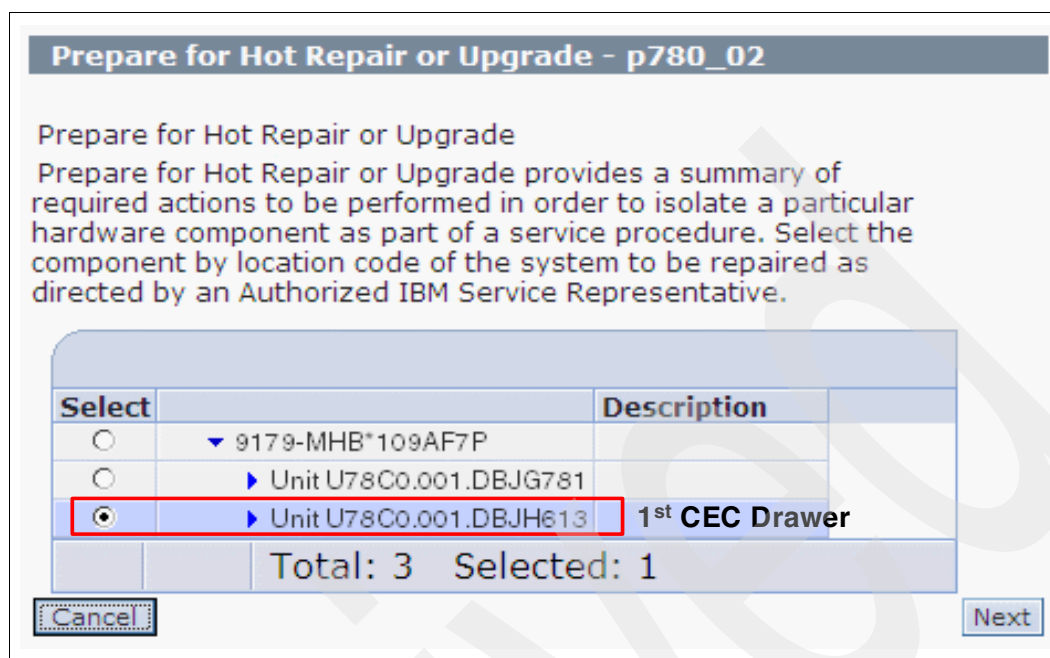 Prepare for Hot Repair or Upgrade - p780_02
Prepare for Hot Repair or Upgrade
Prepare for Hot Repair or Upgrade provides a summary of
required actions to be performed in order to isolate a particular
hardware component as part of a service procedure. Select the
component by location code of the system to be repaired as
directed by an Authorized IBM Service Representative.
Select Description
9179-MHB*109AF7P
Unit U78C0.001.DBJG781
Unit U78C0.001.DBJH613 1st CEC Drawer
Total: 3 Selected: 1
Cancel Next